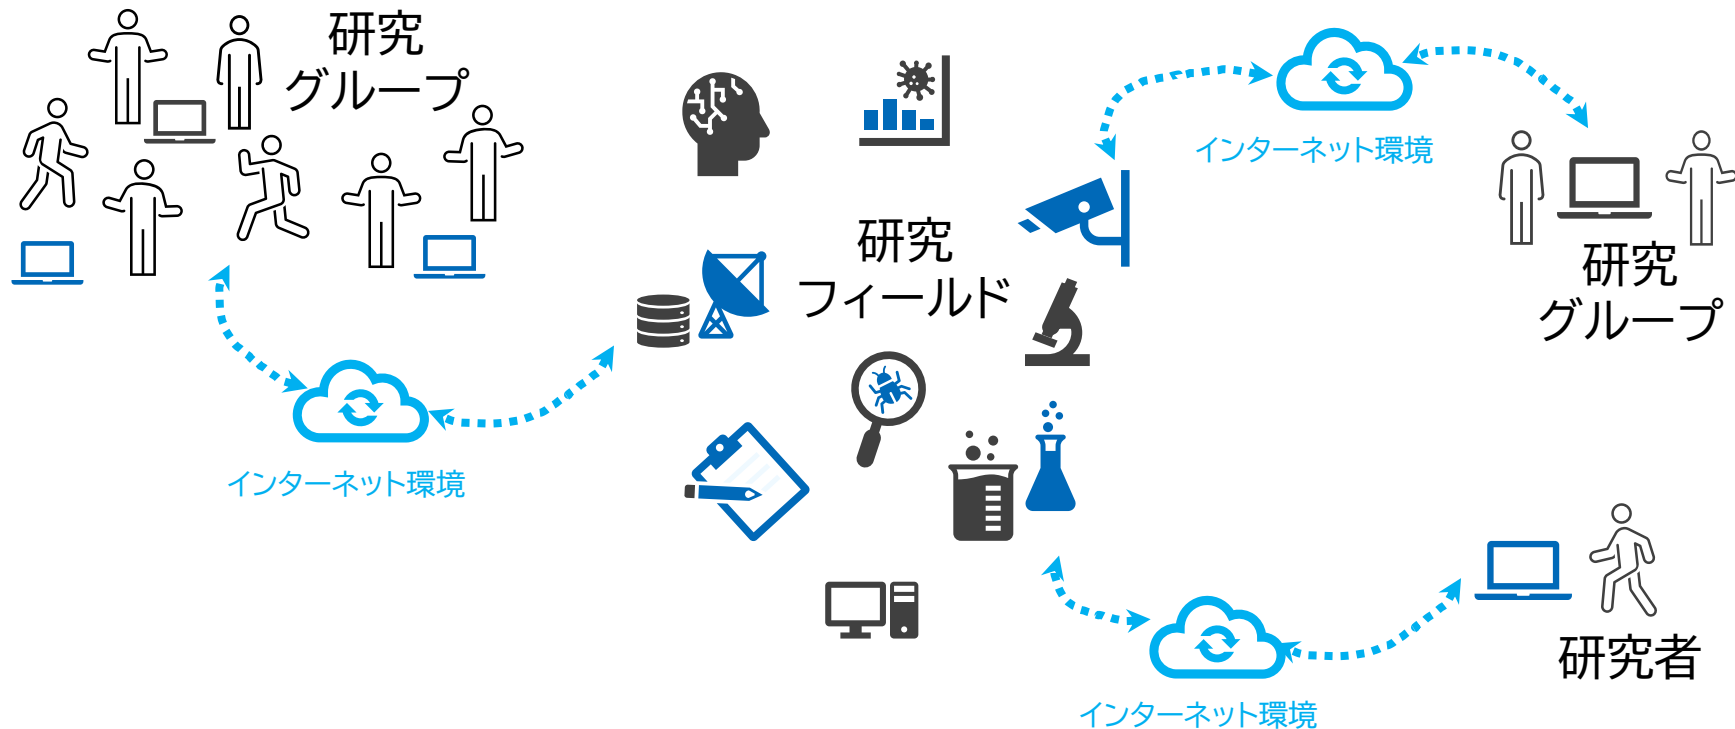 研究
グループ
インターネット環境
研究
フィールド
インターネット環境
研究
グループ
インターネット環境
研究者